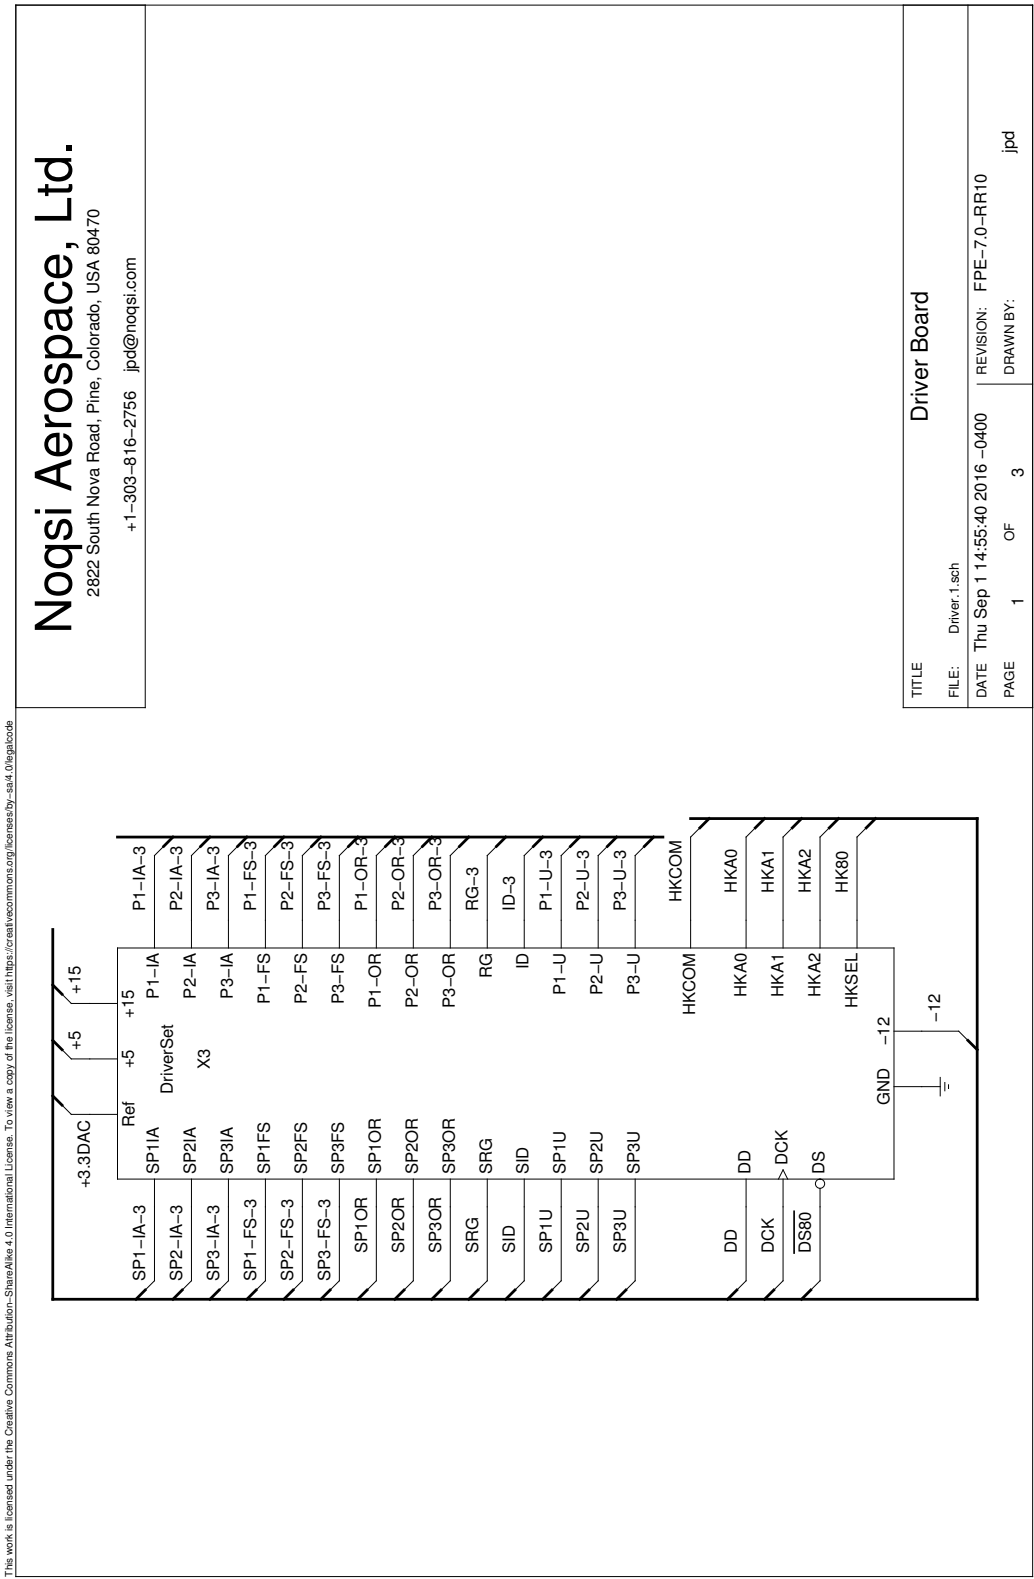 This work is licensed under the Creative Commons Attribution−ShareAlike 4.0 International License. To view a copy of the license, visit https://creativecommons.org/licenses/by−sa/4.0/legalcode
Noqsi Aerospace, Ltd.
2822 South Nova Road, Pine, Colorado, USA 80470
+1−303−816−2756 jpd@noqsi.com
+3.3DAC
+5
+15
Ref
+5
+15
DriverSet
X3
SP1−IA−3 SP1IA P1−IA P1−IA−3
SP2−IA−3 SP2IA P2−IA P2−IA−3
SP3−IA−3 SP3IA P3−IA P3−IA−3
SP1−FS−3 SP1FS P1−FS P1−FS−3
SP2−FS−3 SP2FS P2−FS P2−FS−3
SP3−FS−3 SP3FS P3−FS P3−FS−3
SP1OR SP1OR P1−OR P1−OR−3
SP2OR SP2OR P2−OR P2−OR−3
SP3OR SP3OR P3−OR P3−OR−3
SRG SRG RG RG−3
SID SID ID ID−3
SP1U SP1U P1−U P1−U−3
SP2U SP2U P2−U P2−U−3
SP3U SP3U P3−U P3−U−3
HKCOM HKCOM
DD DD HKA0 HKA0
DCK DCK HKA1 HKA1
DS80 DS HKA2 HKA2
HKSEL HK80
GND −12
−12
TITLE
Driver Board
FILE: Driver.1.sch
DATE Thu Sep 1 14:55:40 2016 −0400 REVISION: FPE−7.0−RR10
PAGE 1 OF 3 DRAWN BY: jpd